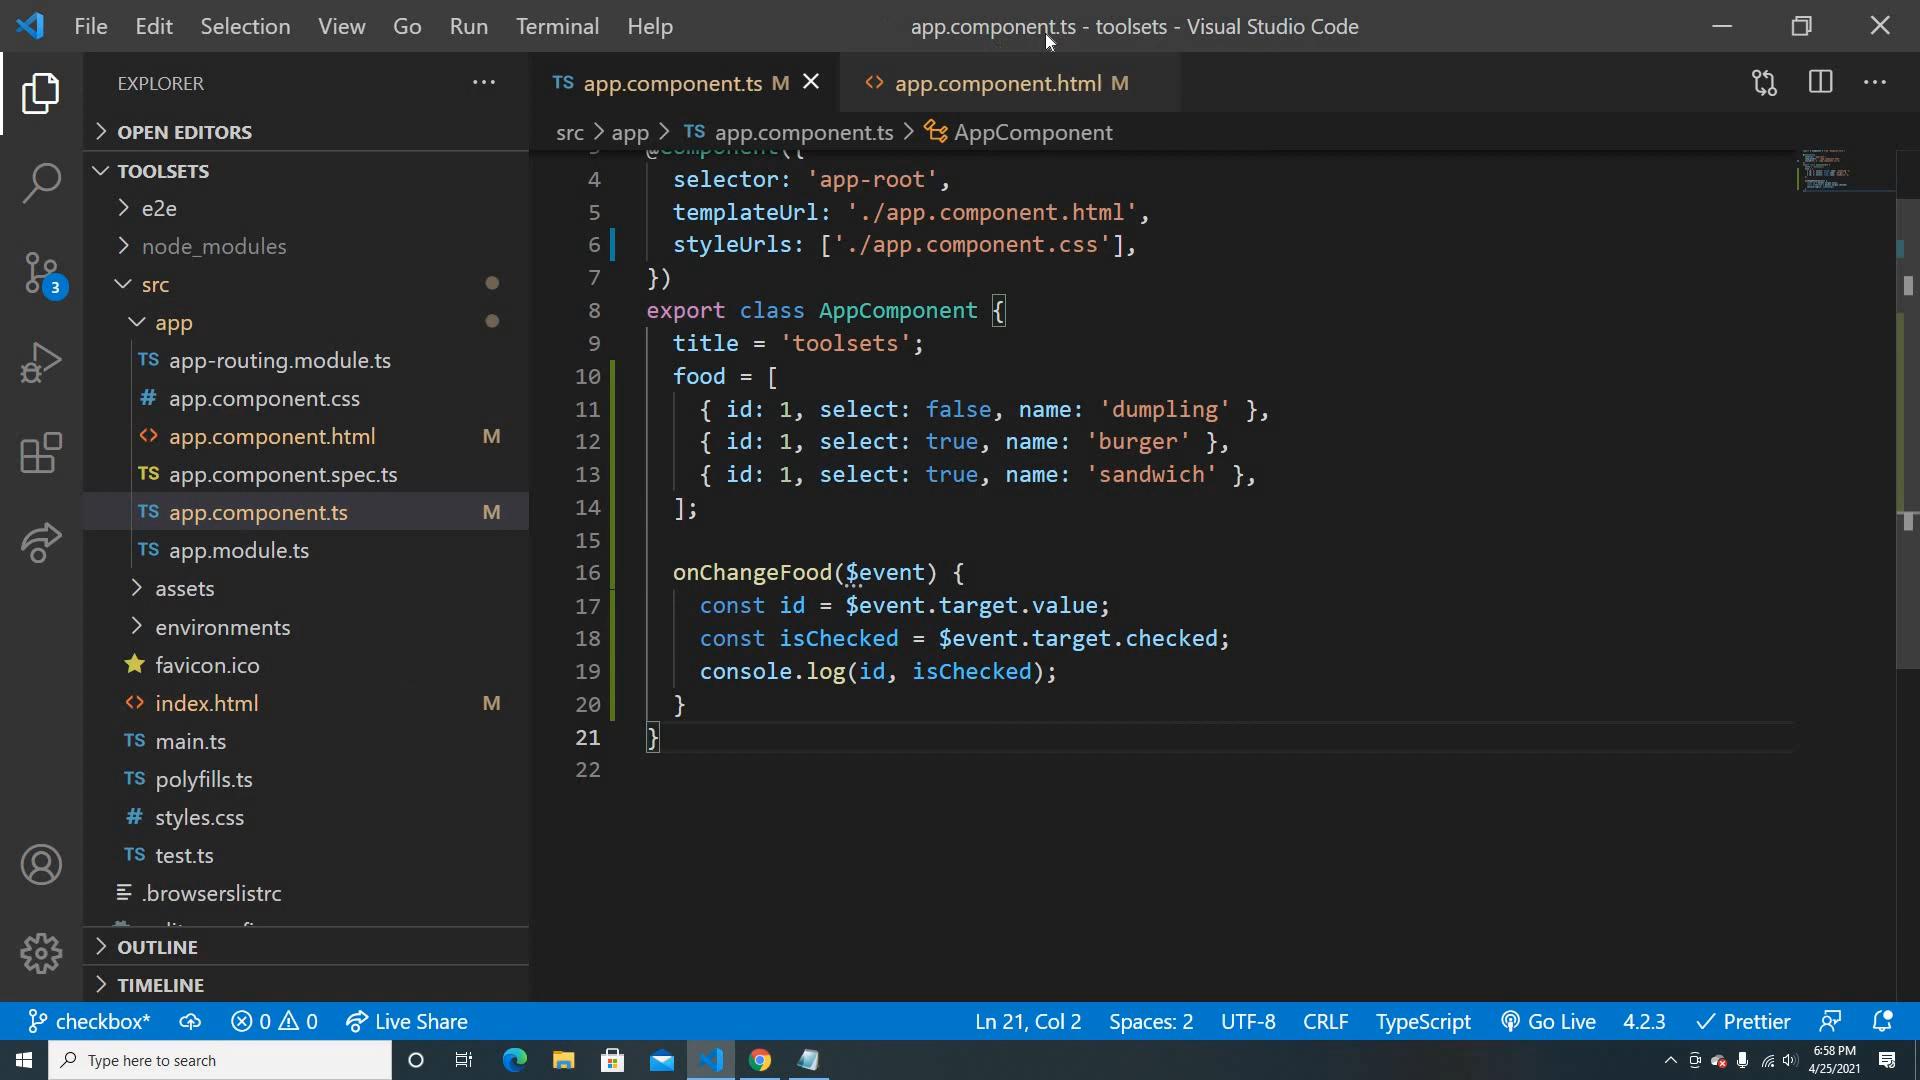 File Edit Selection View Go Run Terminal Help
app.component.ts - toolsets - Visual Studio Code
EXPLORER
OPEN EDITORS
TOOLSETS
e2e
node_modules
src
app
TS app-routing.module.ts
# app.component.css
<> app.component.html M
TS app.component.spec.ts
TS app.component.ts M
TS app.module.ts
assets
environments
favicon.ico
<> index.html M
TS main.ts
TS polyfills.ts
# styles.css
TS test.ts
.browserslistrc
OUTLINE
TIMELINE
3
TS app.component.ts M
<> app.component.html M
src > app > TS app.component.ts > AppComponent
@Component({
4 selector: 'app-root',
5 templateUrl: './app.component.html',
6 styleUrls: ['./app.component.css'],
7 })
8 export class AppComponent {
9 title = 'toolsets';
10 food = [
11 { id: 1, select: false, name: 'dumpling' },
12 { id: 1, select: true, name: 'burger' },
13 { id: 1, select: true, name: 'sandwich' },
14 ];
15
16 onChangeFood($event) {
17 const id = $event.target.value;
18 const isChecked = $event.target.checked;
19 console.log(id, isChecked);
20 }
21 }
22
checkbox* 0 0 Live Share
Ln 21, Col 2 Spaces: 2 UTF-8 CRLF TypeScript Go Live 4.2.3 Prettier
Type here to search
6:58 PM
4/25/2021